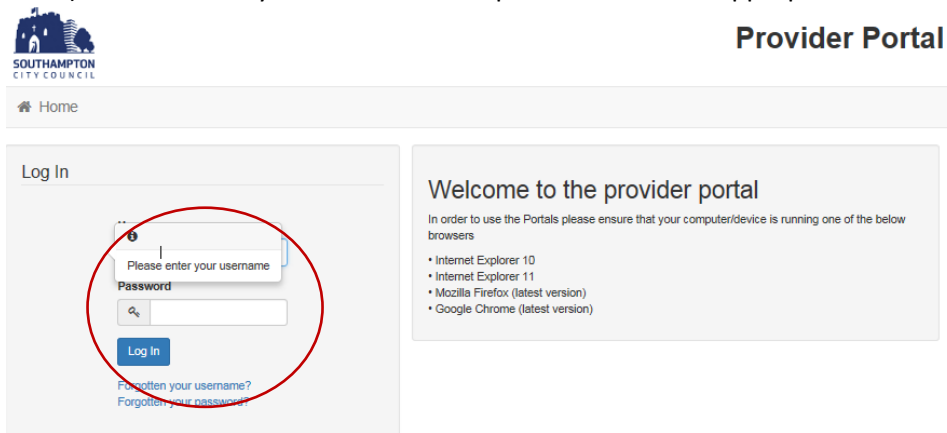 SOUTHAMPTON
CITY COUNCIL
Provider Portal
Home
Log In
Please enter your username
Password
Log In
Forgotten your username?
Forgotten your password?
Welcome to the provider portal
In order to use the Portals please ensure that your computer/device is running one of the below
browsers
• Internet Explorer 10
• Internet Explorer 11
• Mozilla Firefox (latest version)
• Google Chrome (latest version)